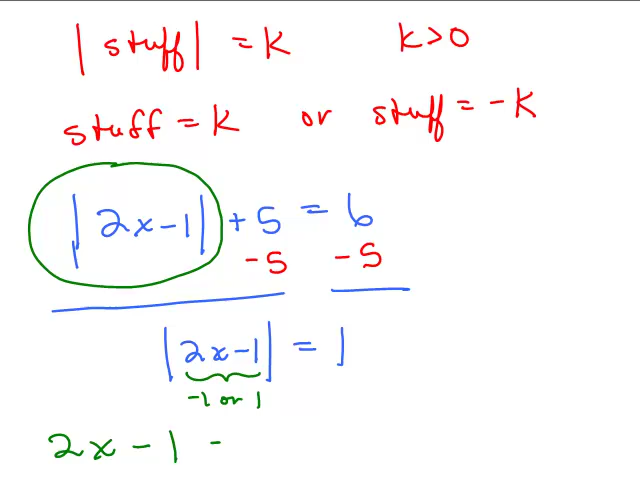 |stuff| = K K>0
stuff = K or stuff = -K
|2x-1| +5 = 6
-5 -5
|2x-1| = 1
-1 or 1
2x - 1 -